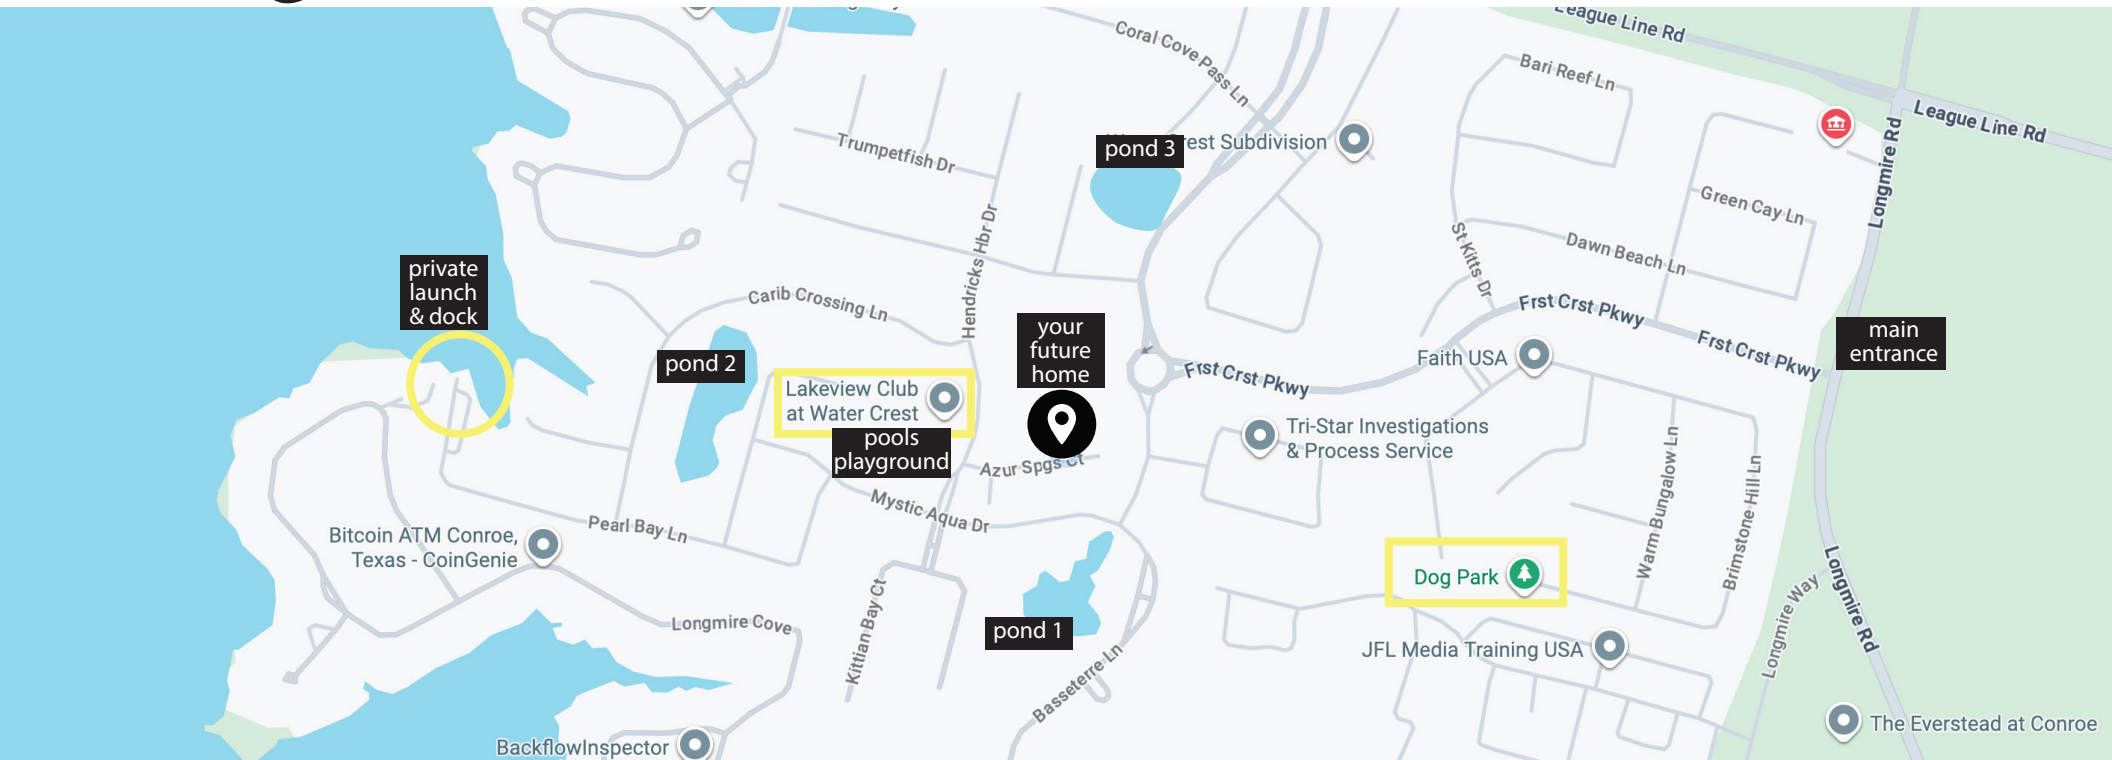 League Line Rd
Coral Cove Pass Ln
Bari Reef Ln
League Line Rd
Longmire Rd
Trumpetfish Dr
pond 3
rest Subdivision
Green Cay Ln
Hendricks Hbr Dr
St Kitts Dr
Dawn Beach Ln
private
launch
& dock
Carib Crossing Ln
Frst Crst Pkwy
your
future
home
main
entrance
Frst Crst Pkwy
pond 2
Faith USA
Frst Crst Pkwy
Lakeview Club
at Water Crest
pools
playground
Tri-Star Investigations
& Process Service
Azur Spgs Ct
Mystic Aqua Dr
Warm Bungalow Ln
Brimstone Hill Ln
Bitcoin ATM Conroe,
Texas - CoinGenie
Pearl Bay Ln
Dog Park
Longmire Way
Longmire Rd
Longmire Cove
Kittian Bay Ct
pond 1
JFL Media Training USA
Basseterre Ln
BackflowInspector
The Everstead at Conroe